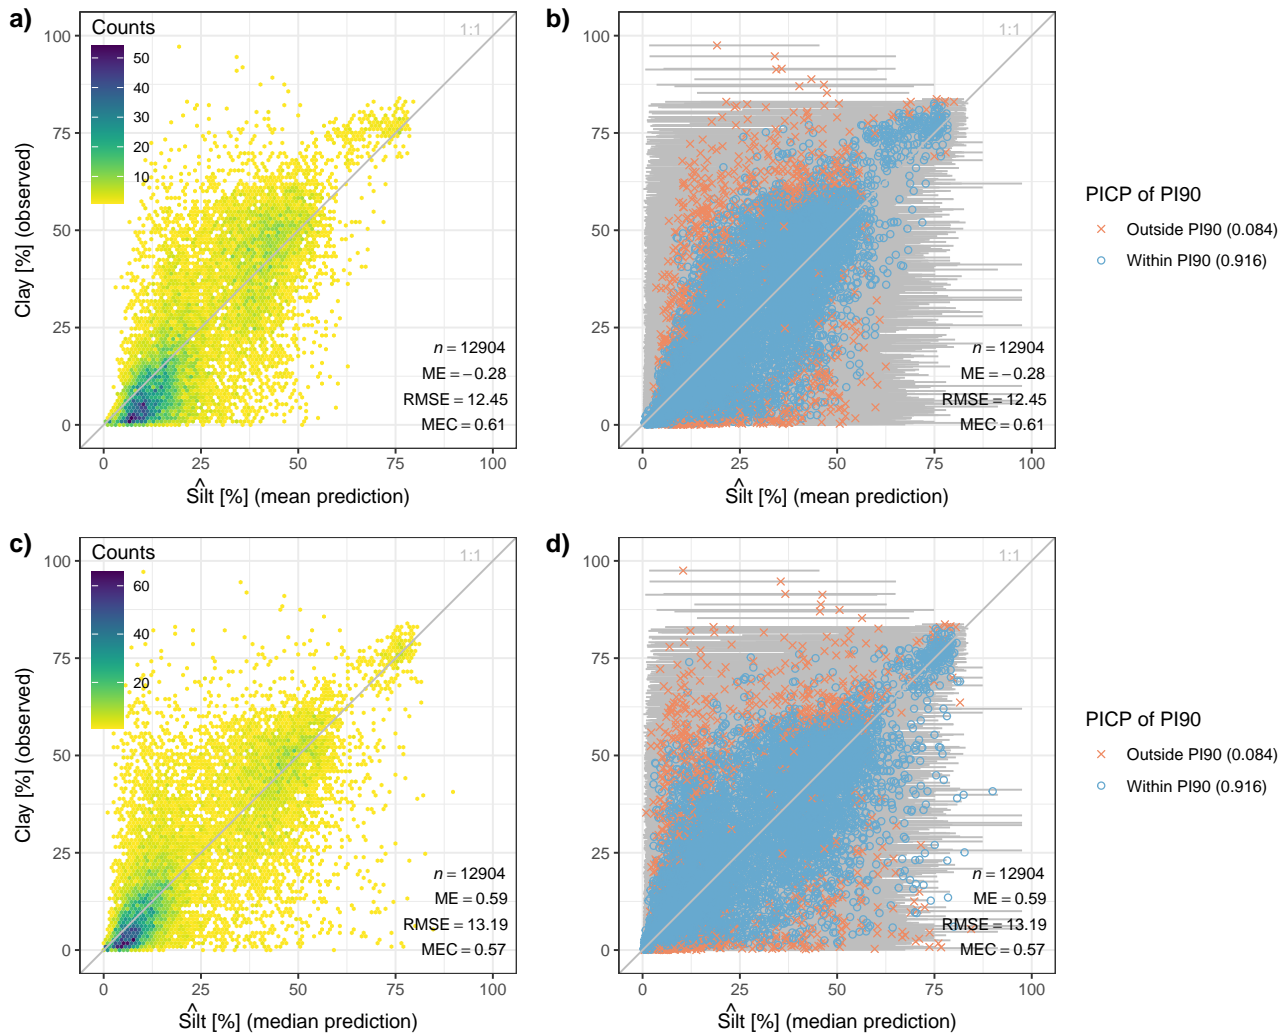 a)
Counts
50
40
30
20
10
1:1
100
75
50
25
0
Clay [%] (observed)
n = 12904
ME = −0.28
RMSE = 12.45
MEC = 0.61
0 25 50 75 100
Ŝilt [%] (mean prediction)
b)
1:1
100
75
50
25
0
n = 12904
ME = −0.28
RMSE = 12.45
MEC = 0.61
0 25 50 75 100
Ŝilt [%] (mean prediction)
PICP of PI90
Outside PI90 (0.084)
Within PI90 (0.916)
c)
Counts
60
40
20
1:1
100
75
50
25
0
Clay [%] (observed)
n = 12904
ME = 0.59
RMSE = 13.19
MEC = 0.57
0 25 50 75 100
Ŝilt [%] (median prediction)
d)
1:1
100
75
50
25
0
n = 12904
ME = 0.59
RMSE = 13.19
MEC = 0.57
0 25 50 75 100
Ŝilt [%] (median prediction)
PICP of PI90
Outside PI90 (0.084)
Within PI90 (0.916)